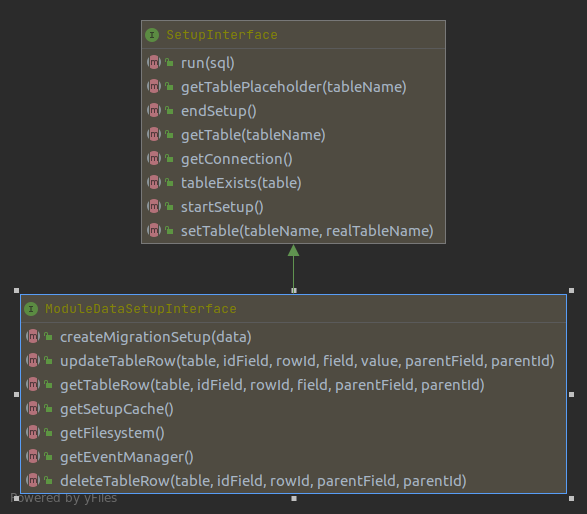 SetupInterface
run(sql)
getTablePlaceholder(tableName)
endSetup()
getTable(tableName)
getConnection()
tableExists(table)
startSetup()
setTable(tableName, realTableName)
ModuleDataSetupInterface
createMigrationSetup(data)
updateTableRow(table, idField, rowId, field, value, parentField, parentId)
getTableRow(table, idField, rowId, field, parentField, parentId)
getSetupCache()
getFilesystem()
getEventManager()
deleteTableRow(table, idField, rowId, parentField, parentId)
Powered by yFiles